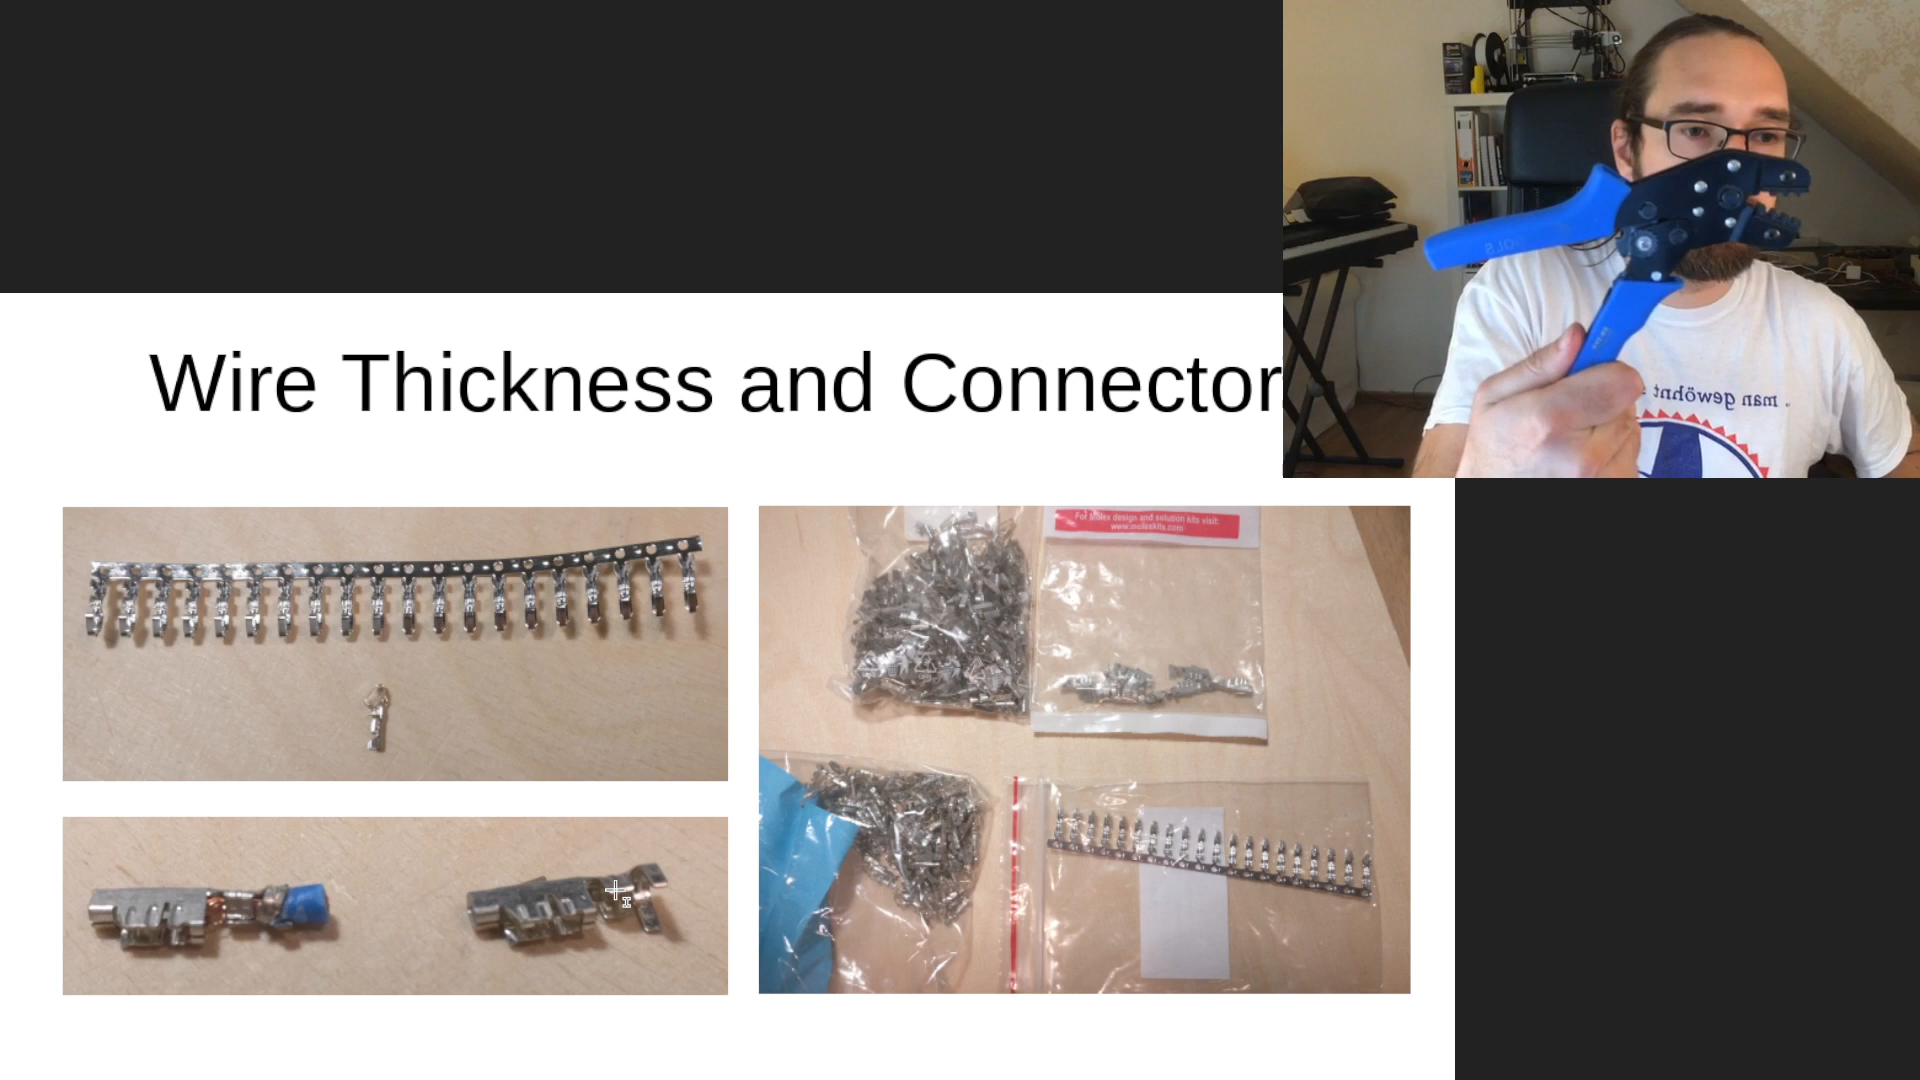 Wire Thickness and Connector
. man gewöhnt
For Molex design and solution kits visit:
www.molexkits.com